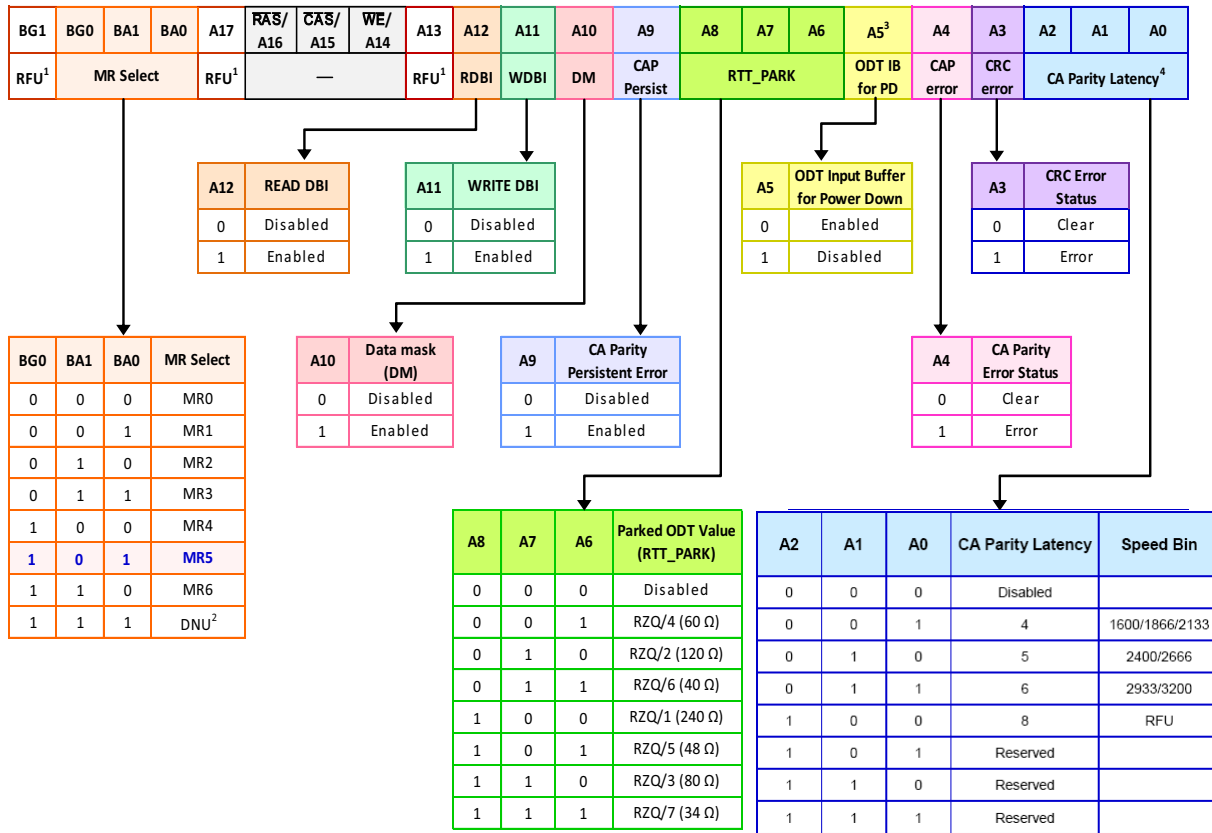 BG1 BG0 BA1 BA0 A17 RAS/ A16 CAS/ A15 WE/ A14 A13 A12 A11 A10 A9 A8 A7 A6 A5³ A4 A3 A2 A1 A0
RFU¹ MR Select RFU¹ — RFU¹ RDBI WDBI DM CAP Persist RTT_PARK ODT IB for PD CAP error CRC error CA Parity Latency⁴
A12 READ DBI
0 Disabled
1 Enabled
A11 WRITE DBI
0 Disabled
1 Enabled
A5 ODT Input Buffer for Power Down
0 Enabled
1 Disabled
A3 CRC Error Status
0 Clear
1 Error
BG0 BA1 BA0 MR Select
0 0 0 MR0
0 0 1 MR1
0 1 0 MR2
0 1 1 MR3
1 0 0 MR4
1 0 1 MR5
1 1 0 MR6
1 1 1 DNU²
A10 Data mask (DM)
0 Disabled
1 Enabled
A9 CA Parity Persistent Error
0 Disabled
1 Enabled
A4 CA Parity Error Status
0 Clear
1 Error
A8 A7 A6 Parked ODT Value (RTT_PARK)
0 0 0 Disabled
0 0 1 RZQ/4 (60 Ω)
0 1 0 RZQ/2 (120 Ω)
0 1 1 RZQ/6 (40 Ω)
1 0 0 RZQ/1 (240 Ω)
1 0 1 RZQ/5 (48 Ω)
1 1 0 RZQ/3 (80 Ω)
1 1 1 RZQ/7 (34 Ω)
A2 A1 A0 CA Parity Latency Speed Bin
0 0 0 Disabled
0 0 1 4 1600/1866/2133
0 1 0 5 2400/2666
0 1 1 6 2933/3200
1 0 0 8 RFU
1 0 1 Reserved
1 1 0 Reserved
1 1 1 Reserved